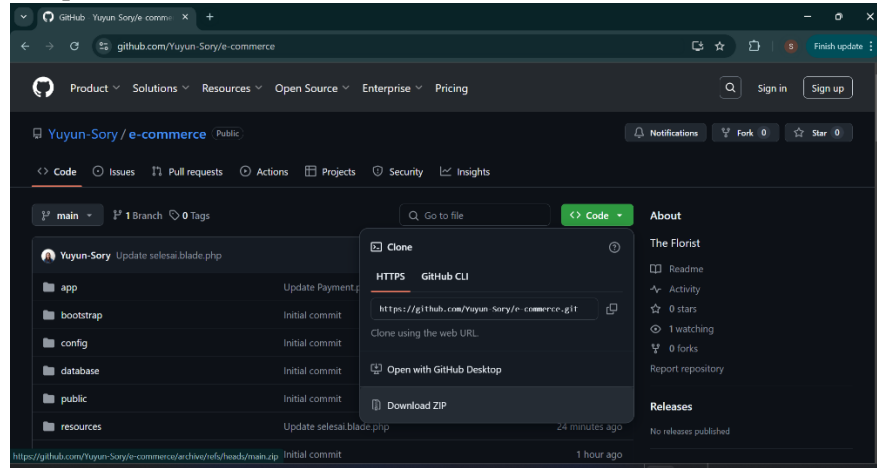 GitHub Yuyun Sory/e comme
github.com/Yuyun-Sory/e-commerce
S
Finish update
Product
Solutions
Resources
Open Source
Enterprise
Pricing
Sign in
Sign up
Yuyun-Sory / e-commerce
Public
Notifications
Fork 0
Star 0
Code
Issues
Pull requests
Actions
Projects
Security
Insights
main
1 Branch
0 Tags
Go to file
Code
About
Yuyun-Sory Update selesai.blade.php
Clone
The Florist
HTTPS
GitHub CLI
Readme
app
Update Payment.p
Activity
https://github.com/Yuyun-Sory/e-commerce.git
0 stars
bootstrap
Initial commit
1 watching
Clone using the web URL.
config
Initial commit
0 forks
database
Initial commit
Open with GitHub Desktop
Report repository
public
Initial commit
Download ZIP
Releases
resources
Update selesai.blade.php
24 minutes ago
No releases published
https://github.com/Yuyun-Sory/e-commerce/archive/refs/heads/main.zip
Initial commit
1 hour ago